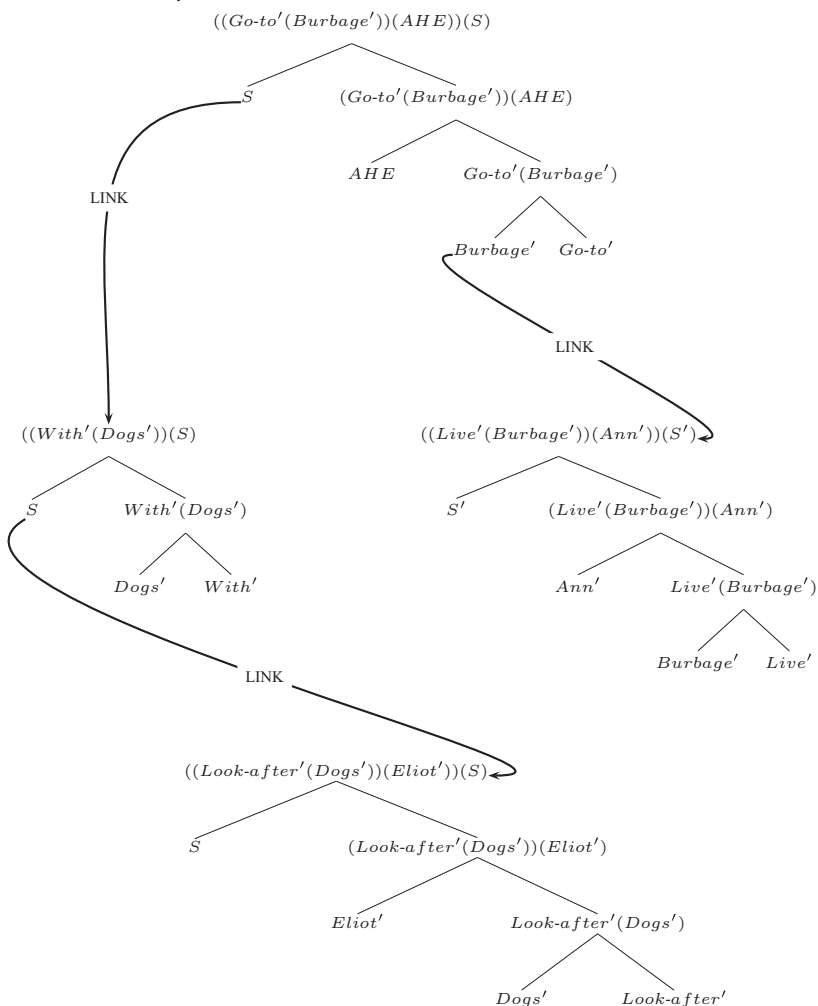 ((Go-to′(Burbage′))(AHE))(S)
S (Go-to′(Burbage′))(AHE)
AHE Go-to′(Burbage′)
LINK
Burbage′ Go-to′
LINK
((With′(Dogs′))(S) ((Live′(Burbage′))(Ann′))(S′)
S With′(Dogs′) S′ (Live′(Burbage′))(Ann′)
Dogs′ With′ Ann′ Live′(Burbage′)
Burbage′ Live′
LINK
((Look-after′(Dogs′))(Eliot′))(S)
S (Look-after′(Dogs′))(Eliot′)
Eliot′ Look-after′(Dogs′)
Dogs′ Look-after′